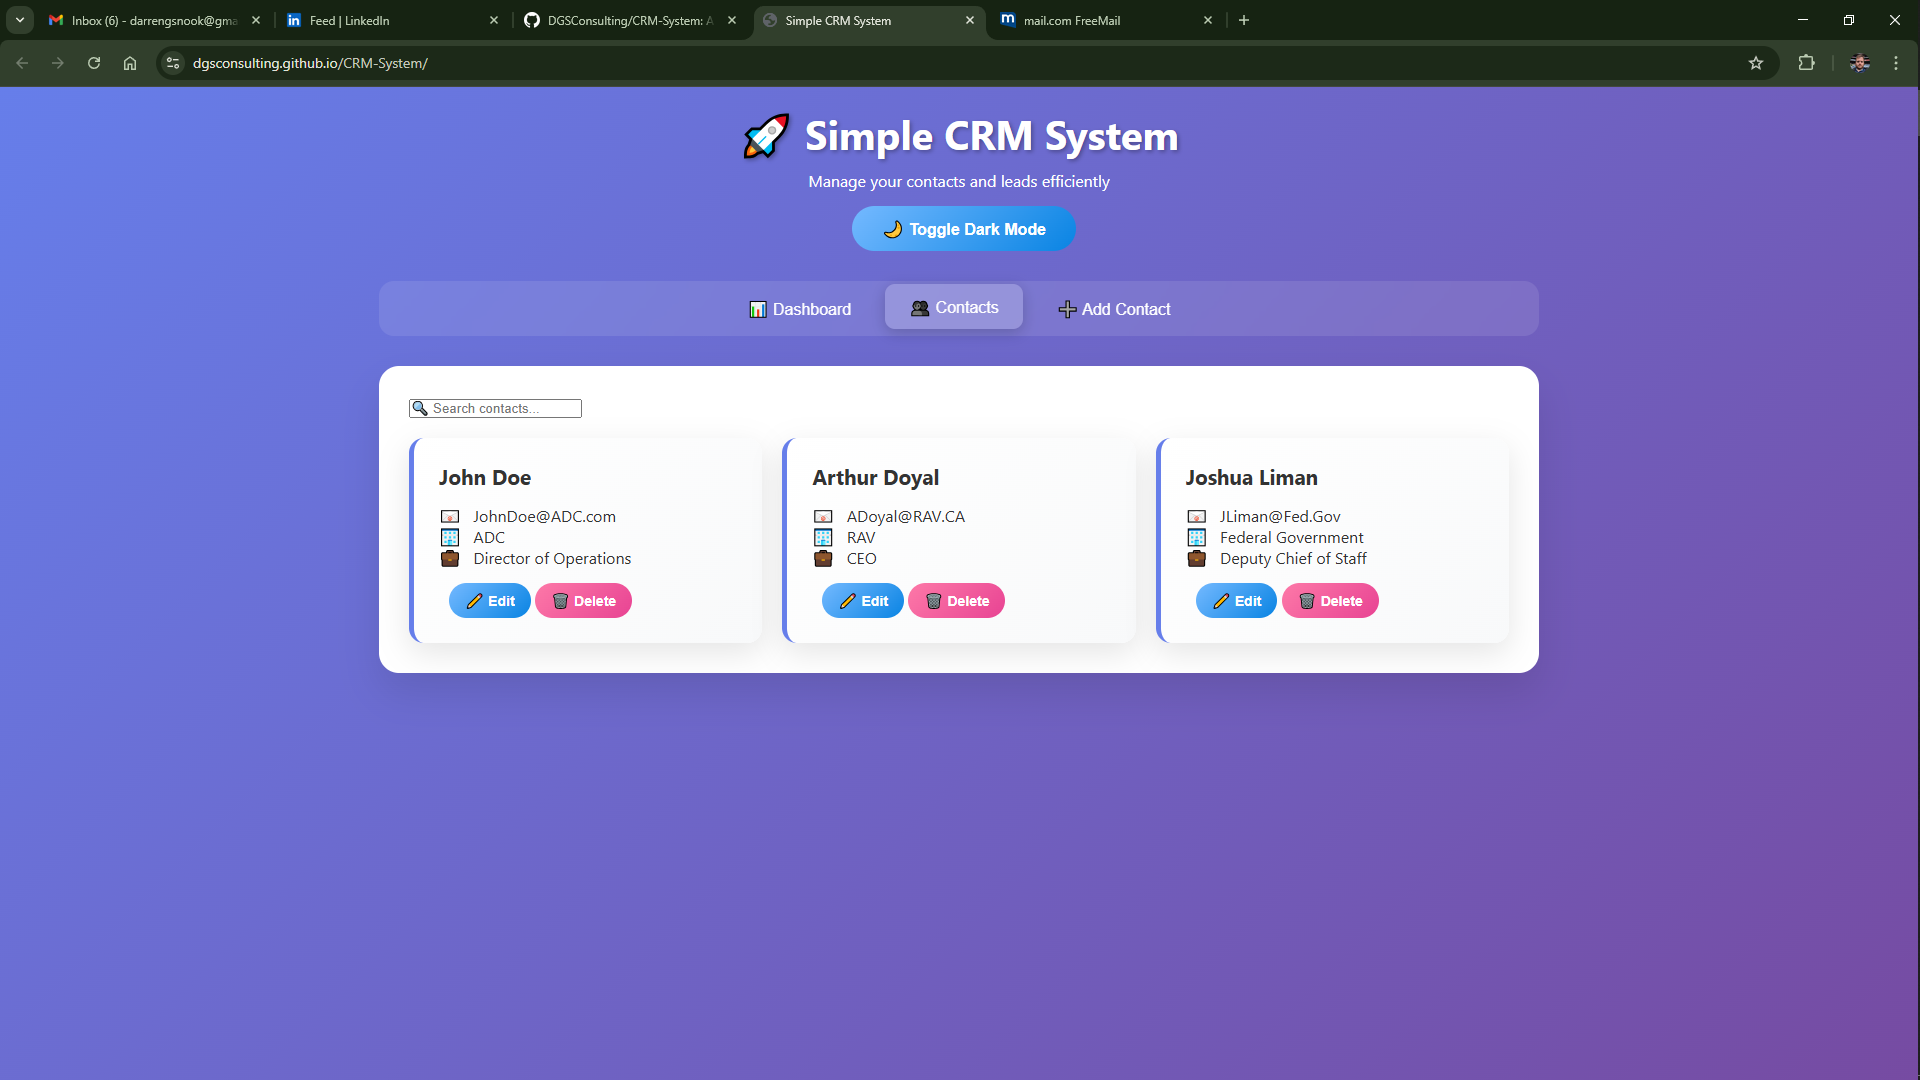 Inbox (6) - darrengsnook@gma
Feed | LinkedIn
DGSConsulting/CRM-System: A
Simple CRM System
mail.com FreeMail
dgsconsulting.github.io/CRM-System/
Simple CRM System
Manage your contacts and leads efficiently
Toggle Dark Mode
Dashboard
Contacts
Add Contact
Search contacts...
John Doe
JohnDoe@ADC.com
ADC
Director of Operations
Edit
Delete
Arthur Doyal
ADoyal@RAV.CA
RAV
CEO
Edit
Delete
Joshua Liman
JLiman@Fed.Gov
Federal Government
Deputy Chief of Staff
Edit
Delete